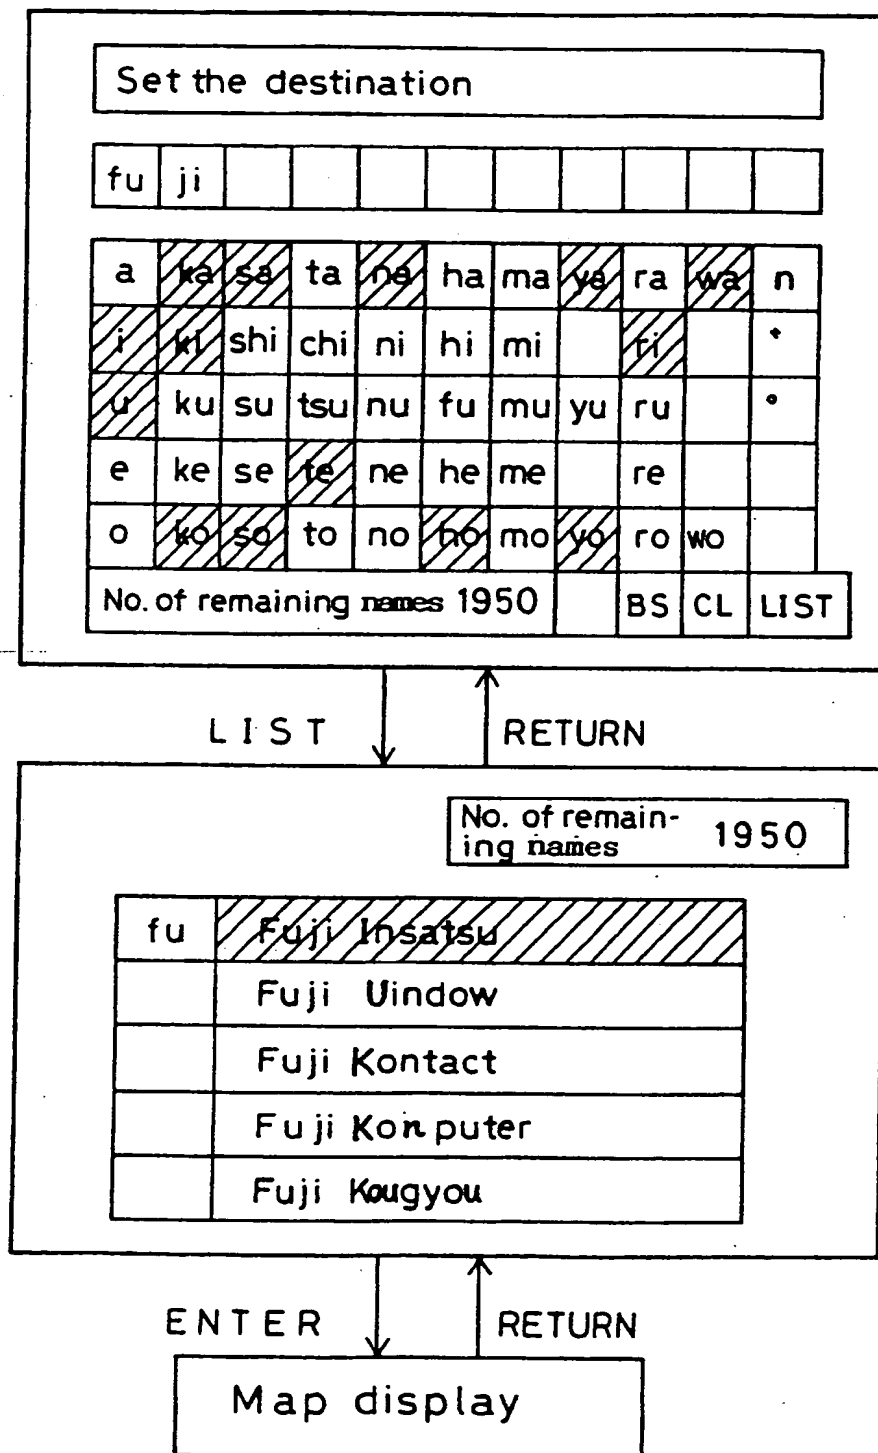 Set the destination
fu ji
a ka sa ta na ha ma ya ra wa n
i ki shi chi ni hi mi ri ゛
u ku su tsu nu fu mu yu ru °
e ke se te ne he me re
o ko so to no ho mo yo ro wo
No. of remaining names 1950 BS CL LIST
LIST RETURN
No. of remain-
ing names 1950
fu Fuji Insatsu
Fuji Uindow
Fuji Kontact
Fuji Konputer
Fuji Kougyou
ENTER RETURN
Map display